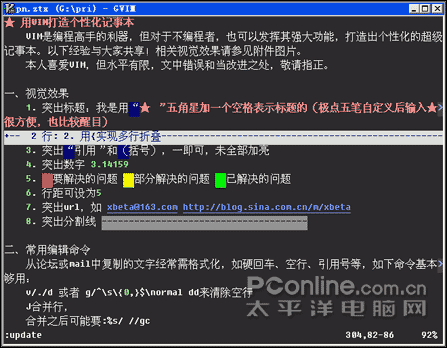 pn.ztx (G:\pri) - GVIM
★ 用VIM打造个性化记事本
VIM是编程高手的利器，但对于不编程者，也可以发挥其强大功能，打造出个性化的超级
记事本。以下经验与大家共享！相关视觉效果请参见附件图片。
本人喜爱VIM，但水平有限，文中错误和当改进之处，敬请指正。
一、视觉效果
1. 突出标题，我是用“★ ”五角星加一个空格表示标题的（极点五笔自定义后输入★
很方便，也比较醒目）
+-- 2 行: 2. 用(实现多行折叠
3. 突出“引用”和（括号），一即可，未全部加亮
4. 突出数字 3.14159
5. 要解决的问题 部分解决的问题 已解决的问题
6. 行距可设为5
7. 突出url，如 xbeta@163.com http://blog.sina.com.cn/m/xbeta
8. 突出分割线 --------------------------------
二、常用编辑命令
从论坛或mail中复制的文字经常需格式化，如硬回车、空行、引用号等，如下命令基本
够用：
v/./d 或者 g/^\s\{0,}$\normal dd来清除空行
J合并行，
合并之后可能要:%s/ //gc
PConline.com.cn
太平洋电脑网
:update 304,82-86 92%